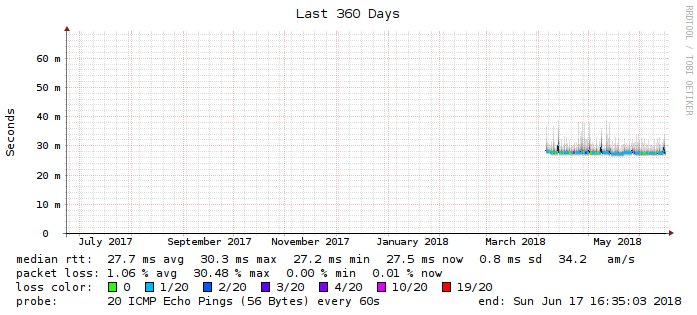 Last 360 Days
RRDTOOL / TOBI OETIKER
Seconds
60 m
50 m
40 m
30 m
20 m
10 m
0
July 2017 September 2017 November 2017 January 2018 March 2018 May 2018
median rtt: 27.7 ms avg 30.3 ms max 27.2 ms min 27.5 ms now 0.8 ms sd 34.2 am/s
packet loss: 1.06 % avg 30.48 % max 0.00 % min 0.01 % now
loss color: 0 1/20 2/20 3/20 4/20 10/20 19/20
probe: 20 ICMP Echo Pings (56 Bytes) every 60s end: Sun Jun 17 16:35:03 2018